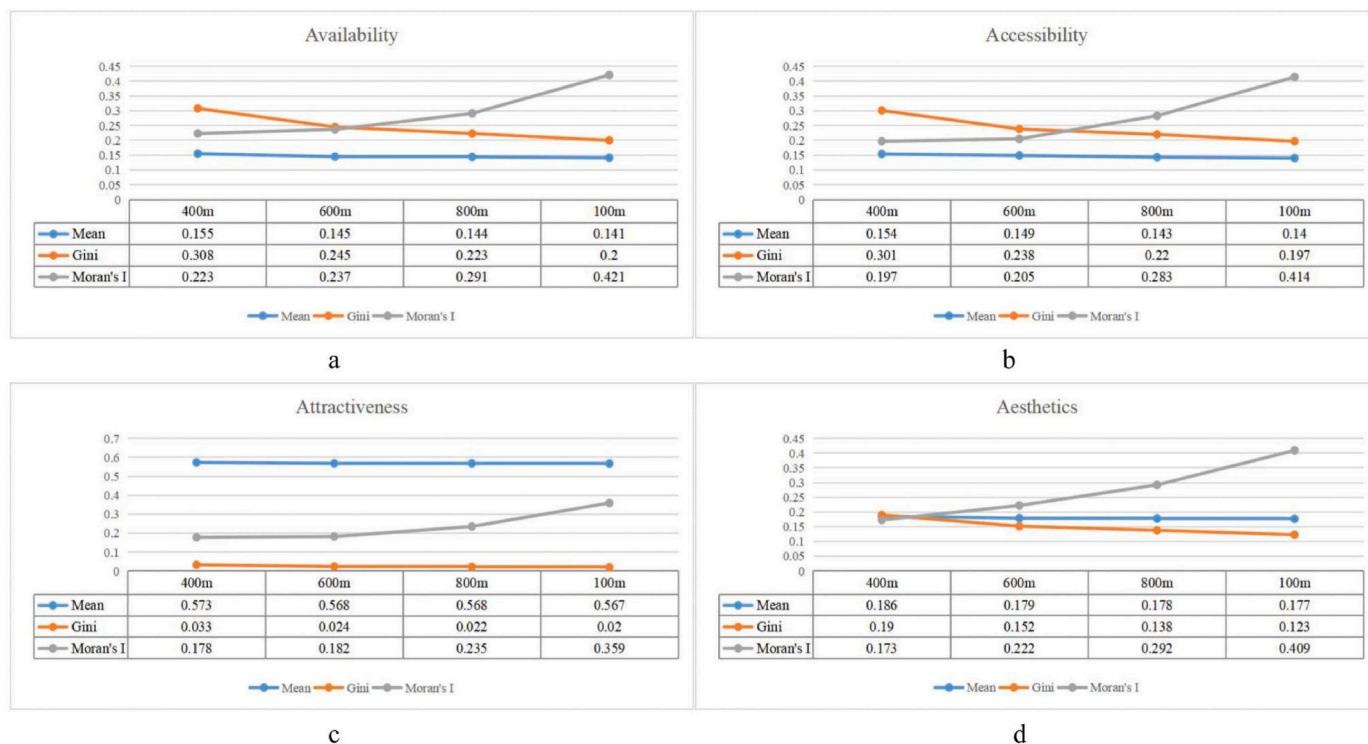 Availability
0.45
0.4
0.35
0.3
0.25
0.2
0.15
0.1
0.05
0
400m 600m 800m 100m
Mean 0.155 0.145 0.144 0.141
Gini 0.308 0.245 0.223 0.2
Moran's I 0.223 0.237 0.291 0.421
Mean Gini Moran's I
a
Accessibility
0.45
0.4
0.35
0.3
0.25
0.2
0.15
0.1
0.05
0
400m 600m 800m 100m
Mean 0.154 0.149 0.143 0.14
Gini 0.301 0.238 0.22 0.197
Moran's I 0.197 0.205 0.283 0.414
Mean Gini Moran's I
b
Attractiveness
0.7
0.6
0.5
0.4
0.3
0.2
0.1
0
400m 600m 800m 100m
Mean 0.573 0.568 0.568 0.567
Gini 0.033 0.024 0.022 0.02
Moran's I 0.178 0.182 0.235 0.359
Mean Gini Moran's I
c
Aesthetics
0.45
0.4
0.35
0.3
0.25
0.2
0.15
0.1
0.05
0
400m 600m 800m 100m
Mean 0.186 0.179 0.178 0.177
Gini 0.19 0.152 0.138 0.123
Moran's I 0.173 0.222 0.292 0.409
Mean Gini Moran's I
d